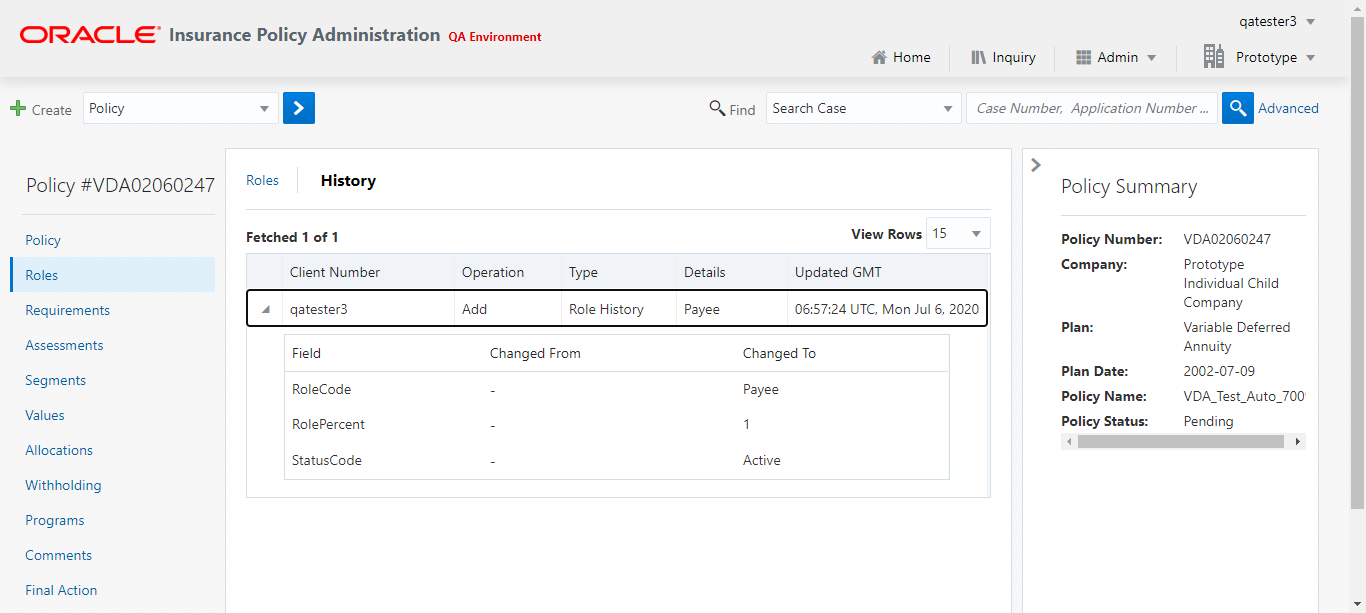 ORACLE Insurance Policy Administration QA Environment
qatester3
Home Inquiry Admin Prototype
Create Policy
Find Search Case Case Number, Application Number ... Advanced
Policy #VDA02060247
Policy
Roles
Requirements
Assessments
Segments
Values
Allocations
Withholding
Programs
Comments
Final Action
Roles History
Fetched 1 of 1 View Rows 15
Client Number Operation Type Details Updated GMT
qatester3 Add Role History Payee 06:57:24 UTC, Mon Jul 6, 2020
Field Changed From Changed To
RoleCode - Payee
RolePercent - 1
StatusCode - Active
Policy Summary
Policy Number: VDA02060247
Company: Prototype
Individual Child
Company
Plan: Variable Deferred
Annuity
Plan Date: 2002-07-09
Policy Name: VDA_Test_Auto_700
Policy Status: Pending